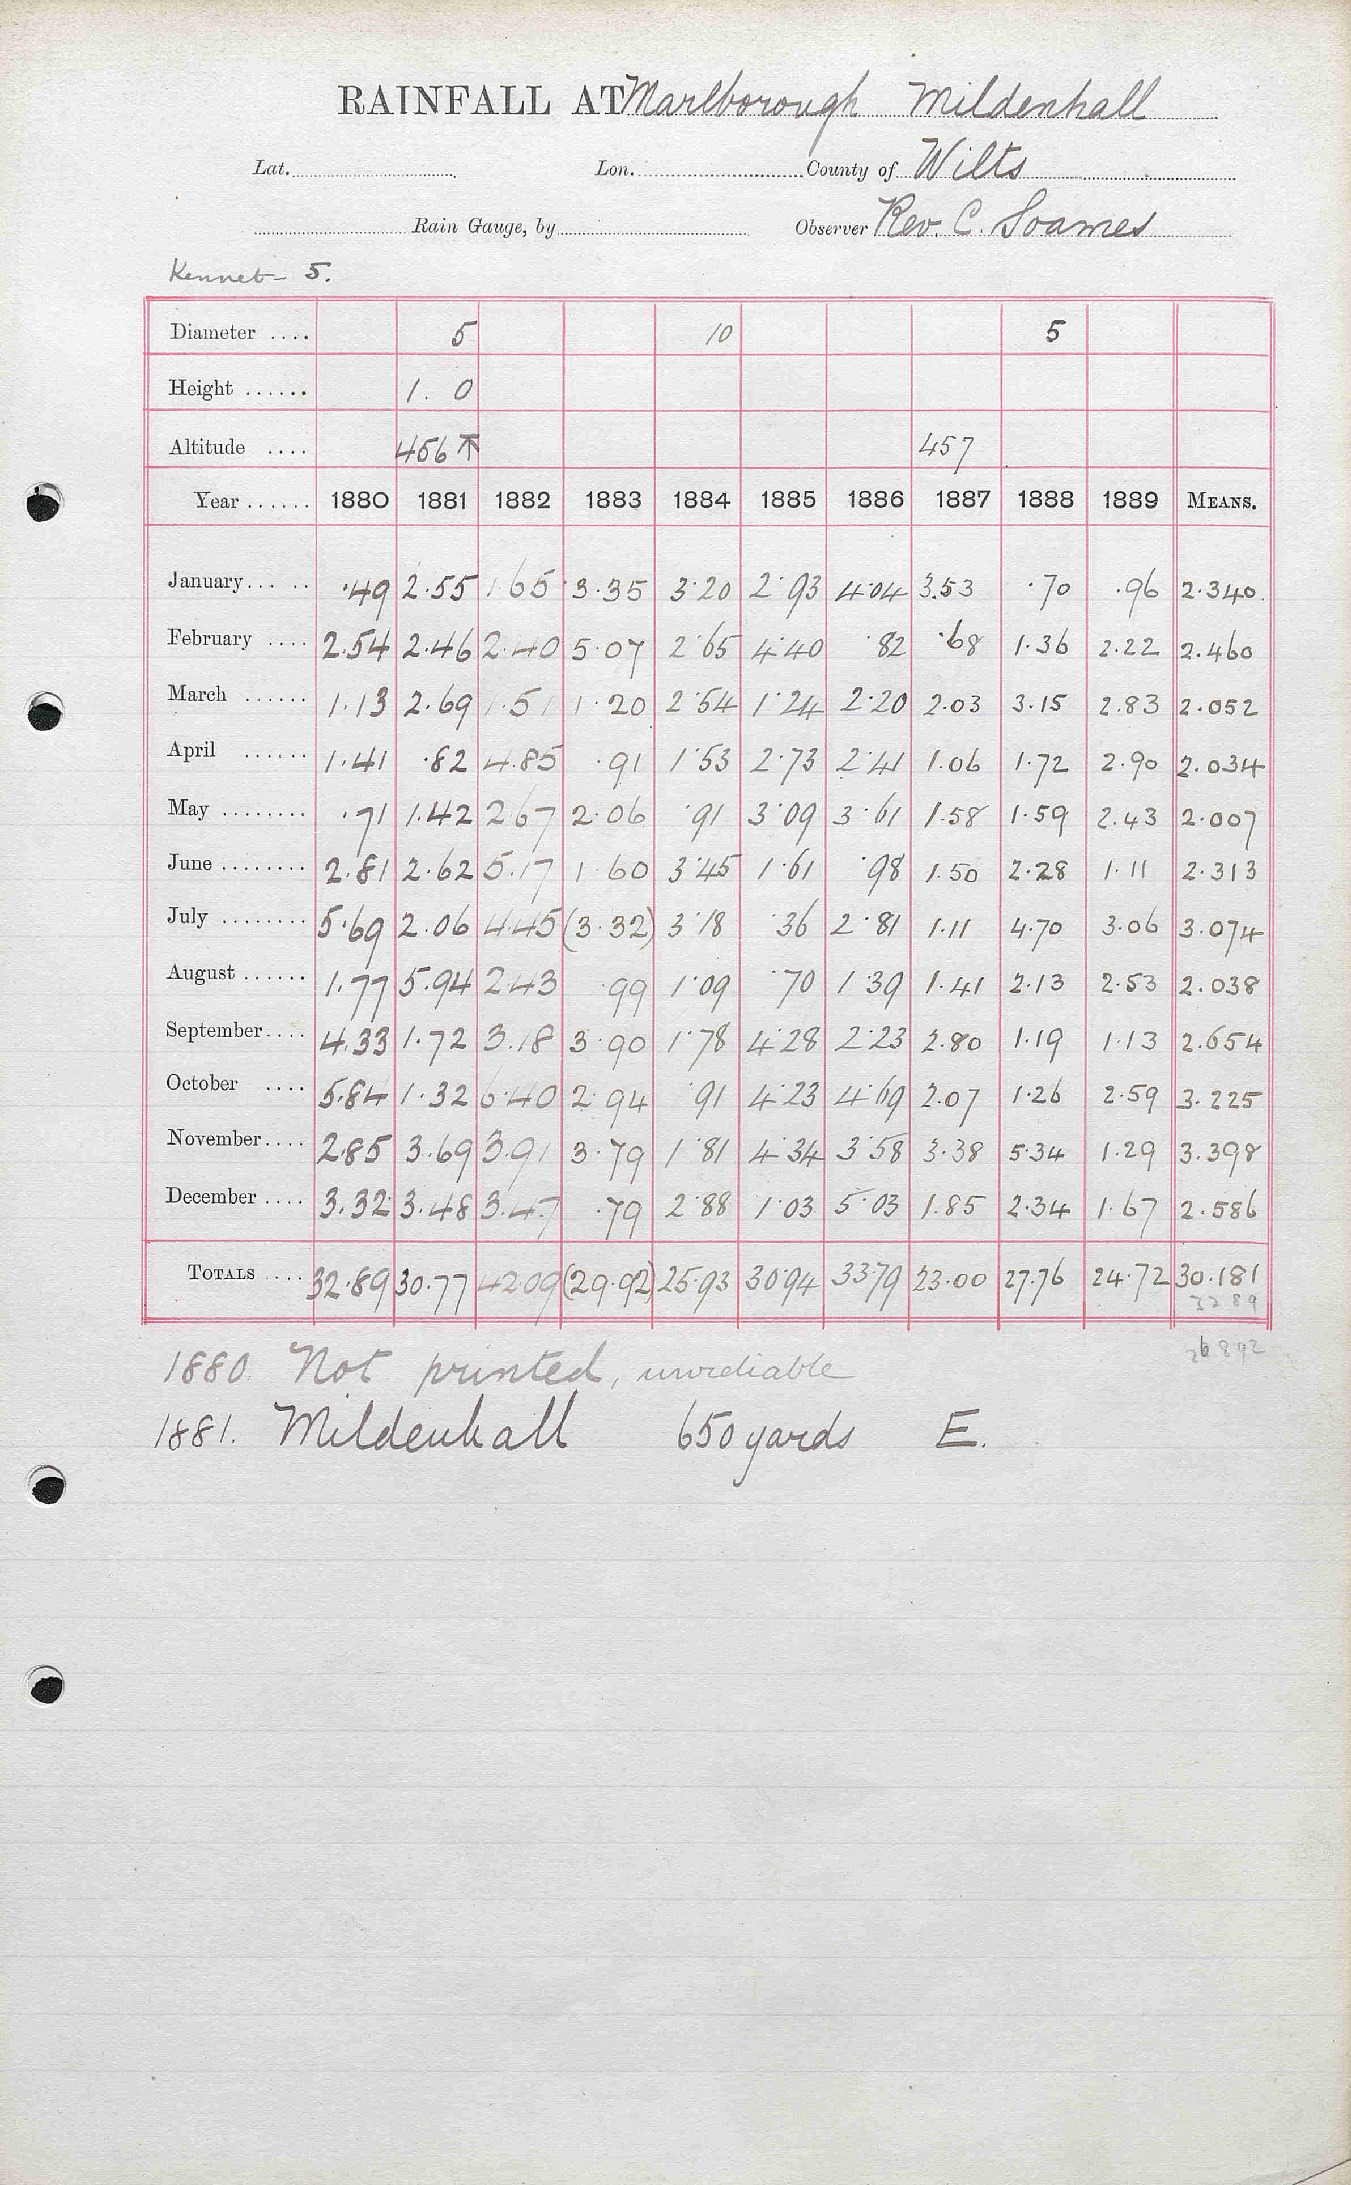 RAINFALL AT Marlborough Mildenhall
Lat. Lon. County of Wilts
Rain Gauge, by Observer Rev. C. Soames
Kennet 5.
Diameter .... 5 10 5
Height ...... 1. 0
Altitude .... 456 457
Year ...... 1880 1881 1882 1883 1884 1885 1886 1887 1888 1889 MEANS.
January...... .49 2.55 1.65 3.35 3.20 2.93 4.04 3.53 .70 .96 2.340
February .... 2.54 2.46 2.40 5.07 2.65 4.40 .82 .68 1.36 2.22 2.460
March ...... 1.13 2.69 1.51 1.20 2.54 1.24 2.20 2.03 3.15 2.83 2.052
April ...... 1.41 .82 4.85 .91 1.53 2.73 2.41 1.06 1.72 2.90 2.034
May ........ .71 1.42 2.67 2.06 .91 3.09 3.61 1.58 1.59 2.43 2.007
June ........ 2.81 2.62 5.17 1.60 3.45 1.61 .98 1.50 2.28 1.11 2.313
July ........ 5.69 2.06 4.45 (3.32) 3.18 .36 2.81 1.11 4.70 3.06 3.074
August ...... 1.77 5.94 2.43 .99 1.09 .70 1.39 1.41 2.13 2.53 2.038
September.... 4.33 1.72 3.18 3.90 1.78 4.28 2.23 2.80 1.19 1.13 2.654
October .... 5.84 1.32 6.40 2.94 .91 4.23 4.69 2.07 1.26 2.59 3.225
November.... 2.85 3.69 3.91 3.79 1.81 4.34 3.58 3.38 5.34 1.29 3.398
December .... 3.32 3.48 3.47 .79 2.88 1.03 5.03 1.85 2.34 1.67 2.586
TOTALS .... 32.89 30.77 42.09 (29.92) 25.93 30.94 33.79 23.00 27.76 24.72 30.181
32 89
26 892
1880. Not printed, unreliable
1881. Mildenhall 650 yards E.